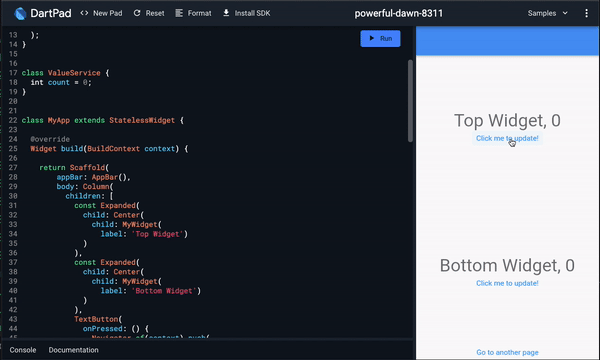 DartPad <> New Pad Reset Format Install SDK powerful-dawn-8311 Samples
Run
13 );
14 }
15
16
17 class ValueService {
18 int count = 0;
19 }
20
21
22 class MyApp extends StatelessWidget {
23
24 @override
25 Widget build(BuildContext context) {
26
27 return Scaffold(
28 appBar: AppBar(),
29 body: Column(
30 children: [
31 const Expanded(
32 child: Center(
33 child: MyWidget(
34 label: 'Top Widget')
35 )
36 ),
37 const Expanded(
38 child: Center(
39 child: MyWidget(
40 label: 'Bottom Widget')
41 )
42 ),
43 TextButton(
44 onPressed: () {
Top Widget, 0
Click me to update!
Bottom Widget, 0
Click me to update!
Go to another page
Console Documentation